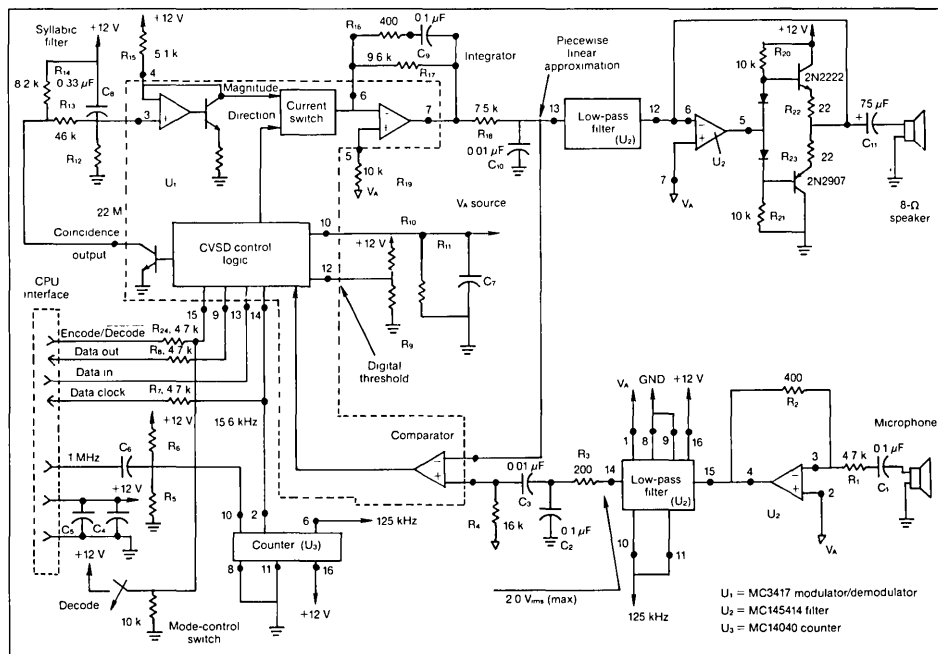 +12 V
Syllabic filter
R14
0 33 μF
8 2 k
R13
46 k
C8
R12
+12 V
R15
5 1 k
4
3
U1
Magnitude
Direction
Current switch
R16
400
0 1 μF
C9
9 6 k
R17
Integrator
6
7
5
10 k
VA
R19
7 5 k
R18
0 01 μF
C10
Piecewise linear approximation
13
Low-pass filter (U2)
12
6
5
U2
7
VA
+12 V
R20
10 k
2N2222
R22
22
R23
22
2N2907
10 k
R21
75 μF
C11
8-Ω speaker
22 M
Coincidence output
CVSD control logic
10
12
R10
+12 V
R9
R11
VA source
C7
Digital threshold
CPU interface
15
9
13
14
Encode/Decode
R24, 4 7 k
Data out
R8, 4 7 k
Data in
Data clock
R7, 4 7 k
15 6 kHz
+12 V
R6
C6
1 MHz
R5
+12 V
C5
C4
+12 V
Decode
10 k
Mode-control switch
10
2
6
125 kHz
Counter (U3)
8
11
16
+12 V
Comparator
R4
16 k
0 01 μF
C3
0 1 μF
C2
R3
200
14
2 0 Vrms (max)
VA
GND
+12 V
1
8
9
16
Low-pass filter (U2)
15
10
11
125 kHz
400
R2
4
3
2
U2
VA
4 7 k
R1
0 1 μF
C1
Microphone
U1 = MC3417 modulator/demodulator
U2 = MC145414 filter
U3 = MC14040 counter